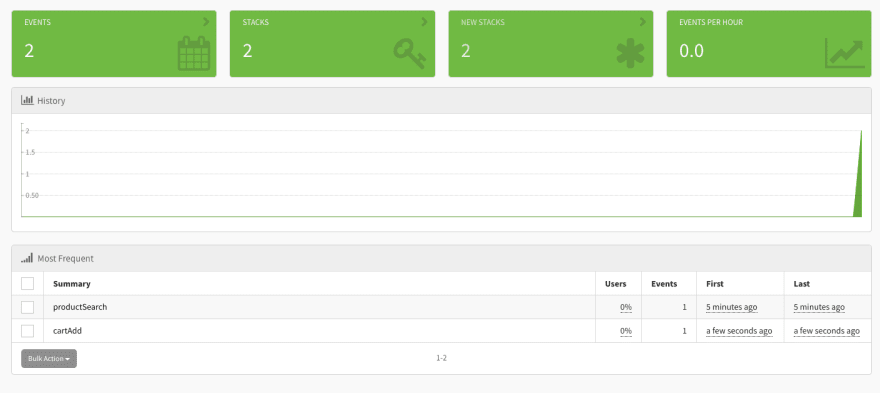 EVENTS
2
STACKS
2
NEW STACKS
2
EVENTS PER HOUR
0.0
History
2
1.5
1
0.50
Most Frequent
Summary Users Events First Last
productSearch 0% 1 5 minutes ago 5 minutes ago
cartAdd 0% 1 a few seconds ago a few seconds ago
Bulk Action 1-2